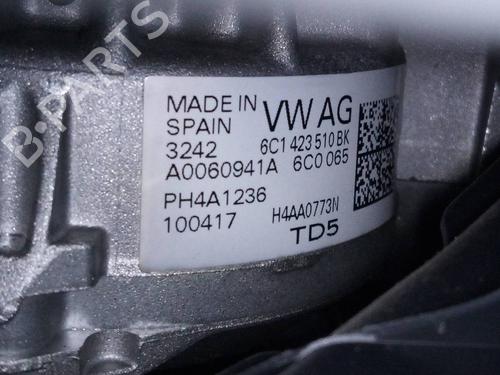 B-PARTS
MADE IN SPAIN VW AG
3242 6C1 423 510 BK
A0060941A 6C0 065
PH4A1236
100417 H4AA0773N
TD5